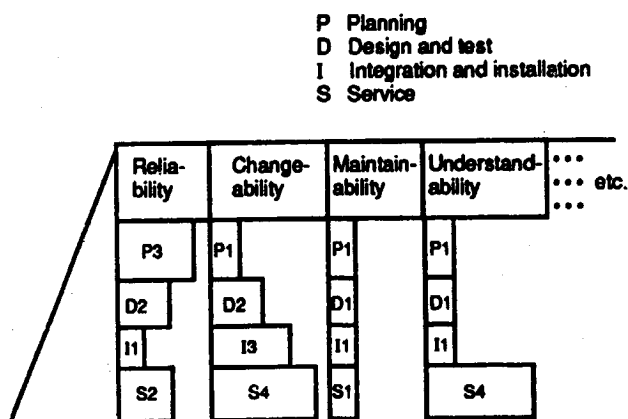 P Planning
D Design and test
I Integration and installation
S Service
Relia-
bility
Change-
ability
Maintain-
ability
Understand-
ability
•••
••• etc.
•••
P3 P1 P1 P1
D2 D2 D1 D1
I1 I3 I1 I1
S2 S4 S1 S4